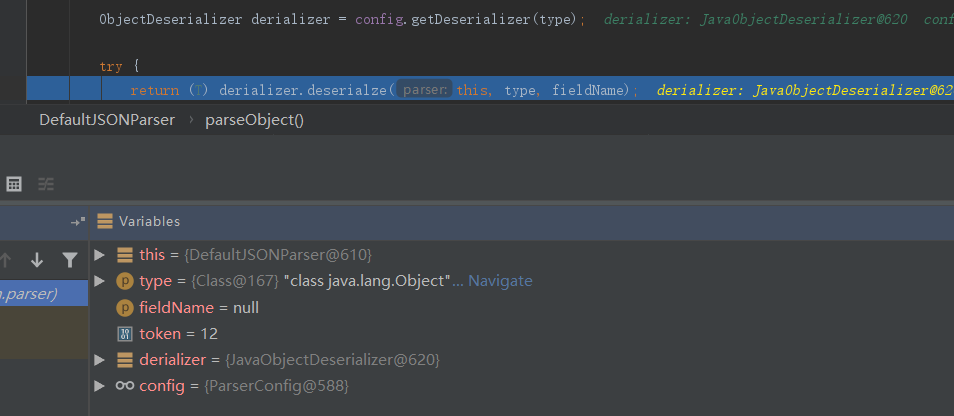 ObjectDeserializer derializer = config.getDeserializer(type); derializer: JavaObjectDeserializer@620 conf
try {
return (T) derializer.deserialze( parser: this, type, fieldName); derializer: JavaObjectDeserializer@62
DefaultJSONParser › parseObject()
Variables
this = {DefaultJSONParser@610}
type = {Class@167} "class java.lang.Object"... Navigate
.parser)
fieldName = null
token = 12
derializer = {JavaObjectDeserializer@620}
config = {ParserConfig@588}